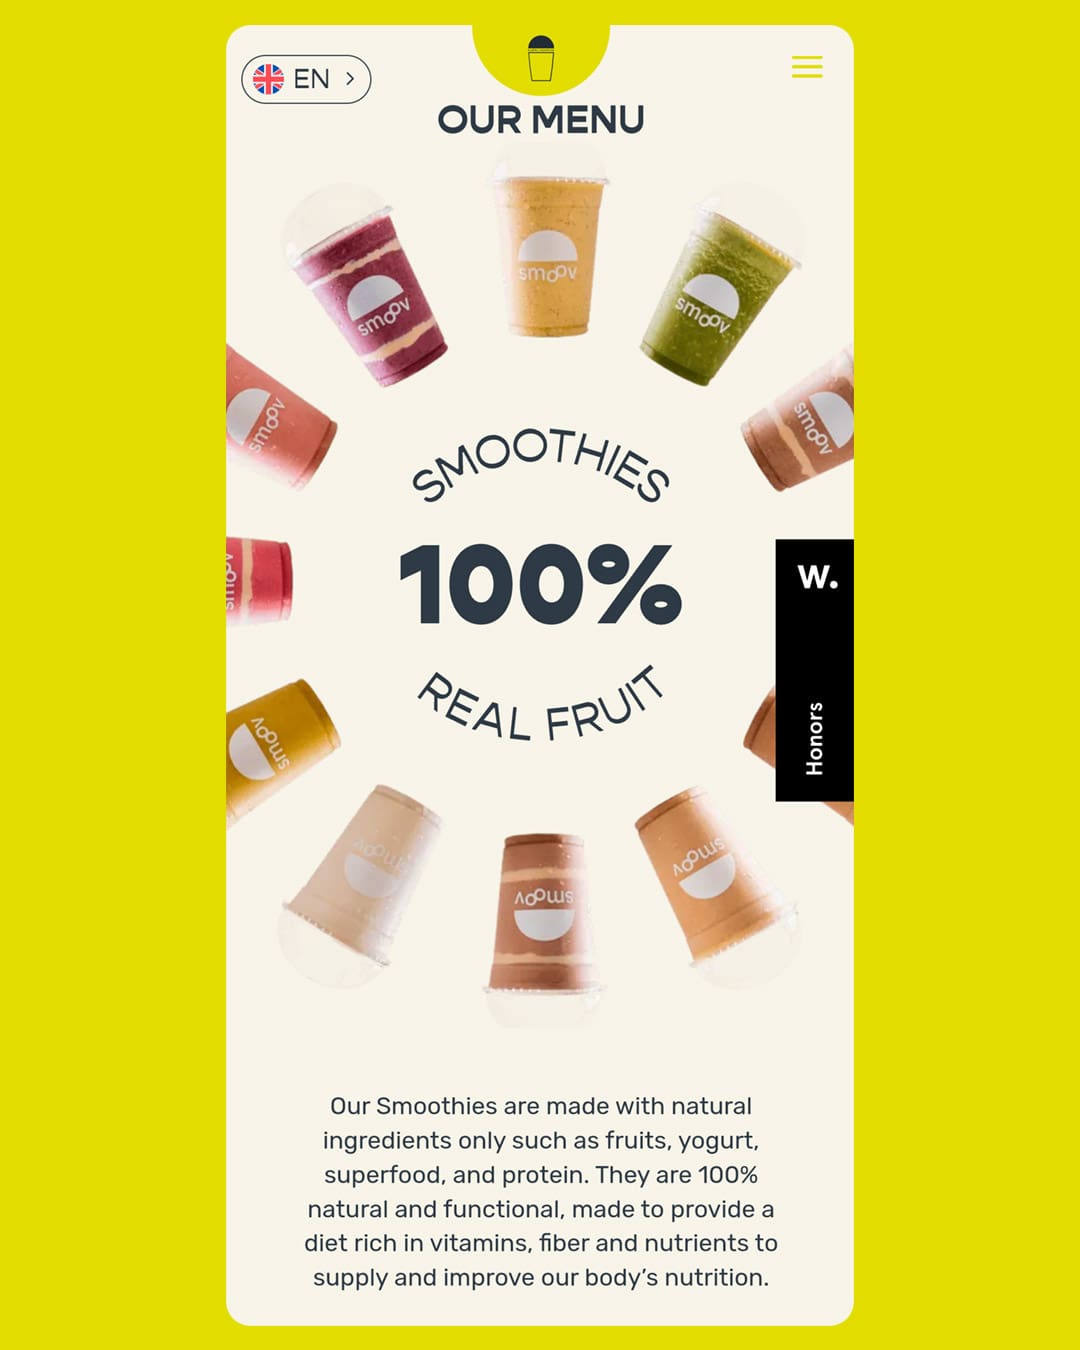 EN
OUR MENU
smoov
smoov
smoov
smoov
smoov
SMOOTHIES
100%
REAL FRUIT
smoov
W.
Honors
smoov
smoov
smoov
smoov
Our Smoothies are made with natural
ingredients only such as fruits, yogurt,
superfood, and protein. They are 100%
natural and functional, made to provide a
diet rich in vitamins, fiber and nutrients to
supply and improve our body’s nutrition.